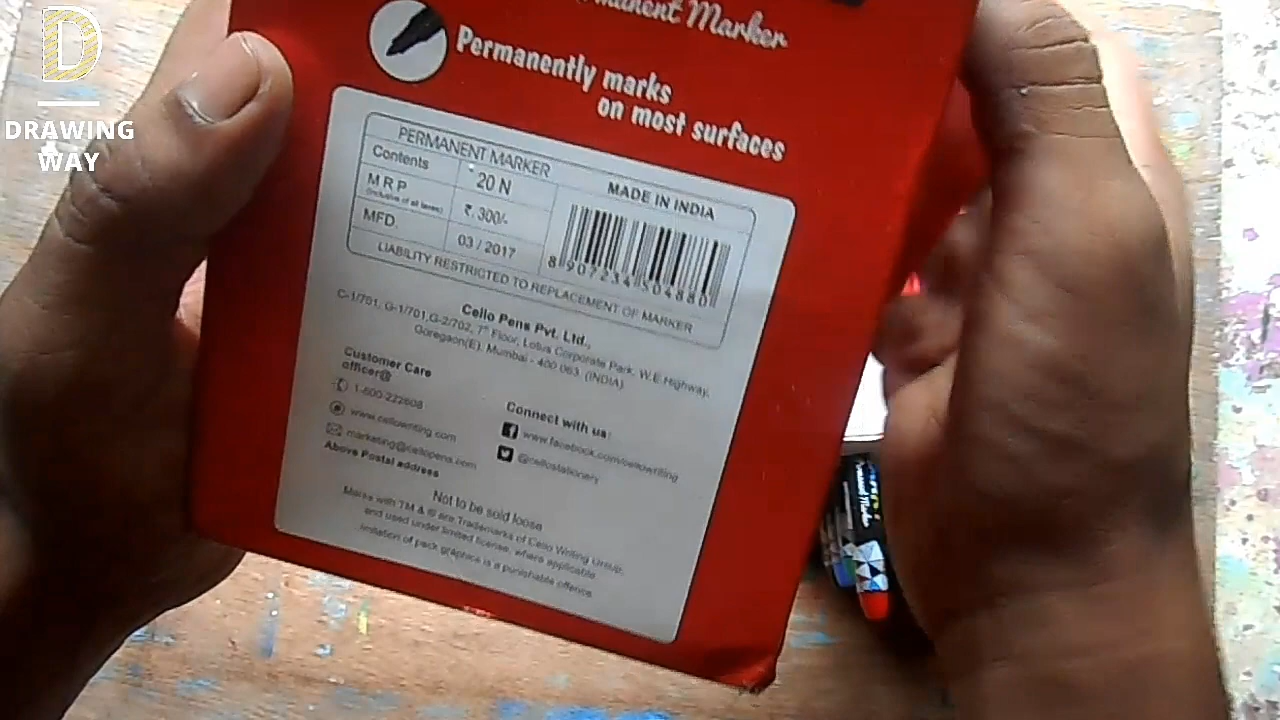 D
DRAWING
WAY
Permanent Marker
Permanently marks
on most surfaces
PERMANENT MARKER
MADE IN INDIA
Contents 20 N
M R P ₹. 300/-
(Inclusive of all taxes)
MFD. 03 / 2017
8 907234 504880
LIABILITY RESTRICTED TO REPLACEMENT OF MARKER
Cello Pens Pvt. Ltd.,
C-1/701, G-1/701,G-2/702, 7th Floor, Lotus Corporate Park, W.E Highway,
Goregaon(E), Mumbai - 400 063. (INDIA)
Customer Care
officer@
1-800-222608
www.cellowriting.com
marketing@cellopens.com
Above Postal address
Connect with us:
www.facebook.com/cellowriting
@cellostationery
Not to be sold loose
Marks with TM & ® are Trademarks of Cello Writing Group,
and used under limited license, where applicable
imitation of pack graphics is a punishable offence
Permanent Marker